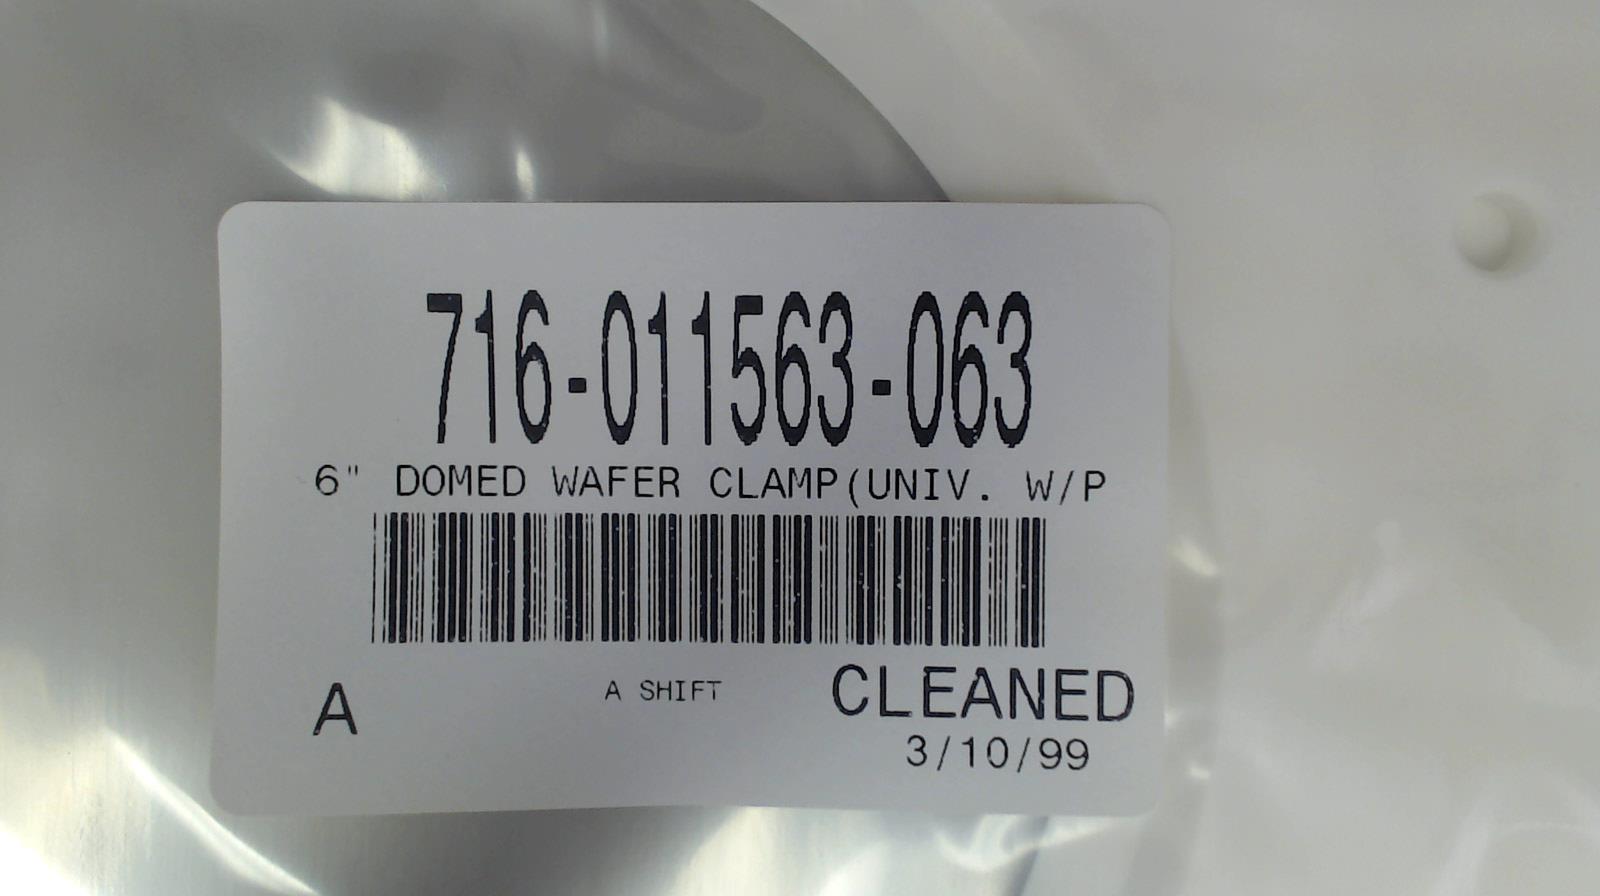 716-011563-063
6" DOMED WAFER CLAMP(UNIV. W/P
A SHIFT
CLEANED
A
3/10/99